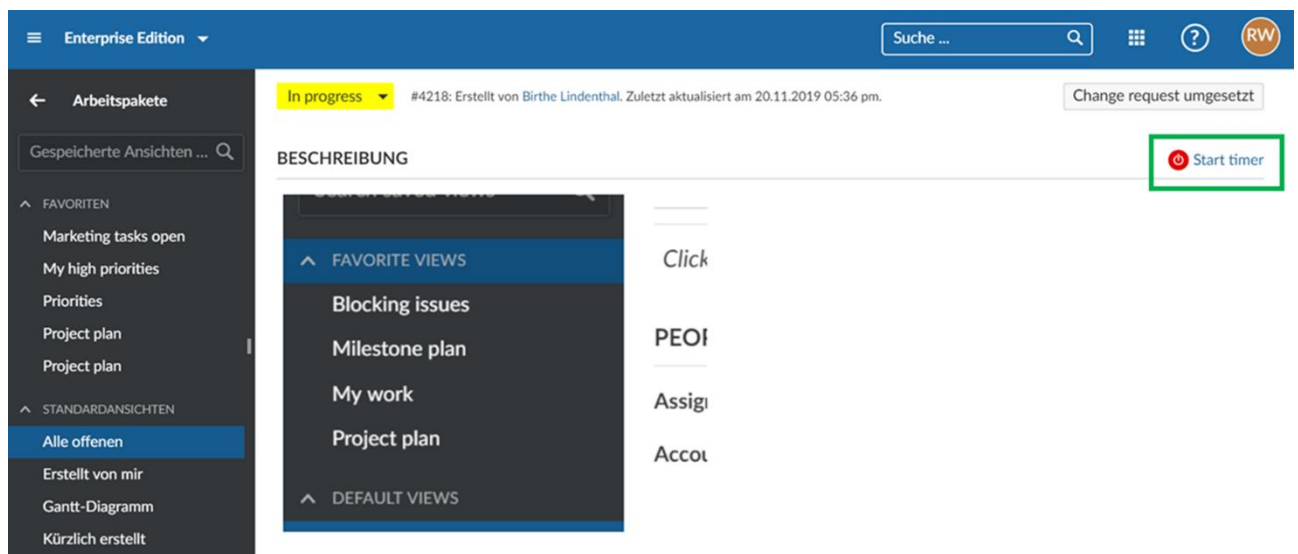 Enterprise Edition
Suche ...
RW
Arbeitspakete
In progress
#4218: Erstellt von Birthe Lindenthal. Zuletzt aktualisiert am 20.11.2019 05:36 pm.
Change request umgesetzt
Gespeicherte Ansichten ...
BESCHREIBUNG
Start timer
FAVORITEN
Marketing tasks open
My high priorities
Priorities
Project plan
Project plan
STANDARDANSICHTEN
Alle offenen
Erstellt von mir
Gantt-Diagramm
Kürzlich erstellt
FAVORITE VIEWS
Blocking issues
Milestone plan
My work
Project plan
DEFAULT VIEWS
Click